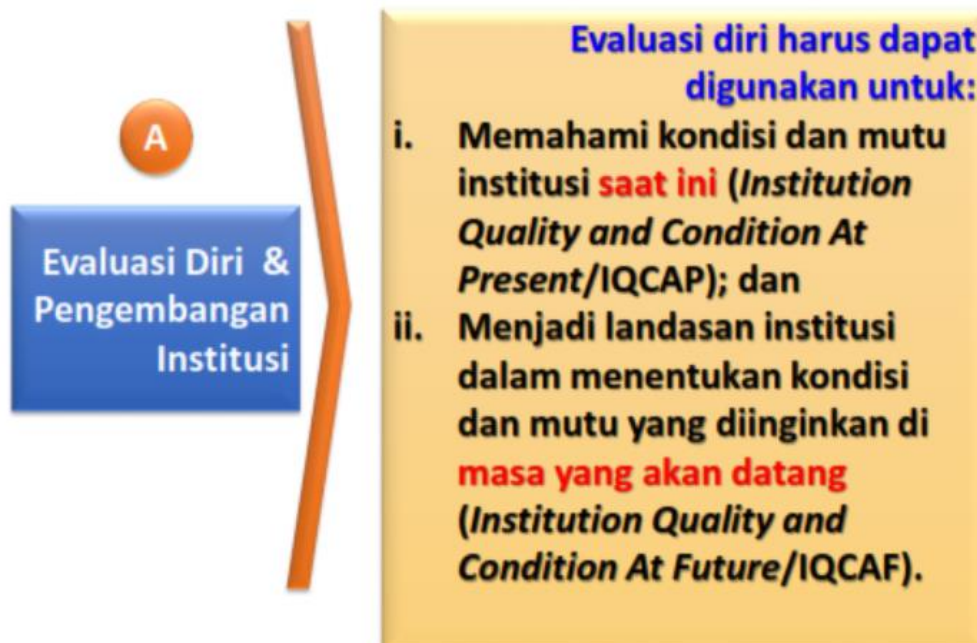 A
Evaluasi Diri &
Pengembangan
Institusi
Evaluasi diri harus dapat
digunakan untuk:
i. Memahami kondisi dan mutu
institusi saat ini (Institution
Quality and Condition At
Present/IQCAP); dan
ii. Menjadi landasan institusi
dalam menentukan kondisi
dan mutu yang diinginkan di
masa yang akan datang
(Institution Quality and
Condition At Future/IQCAF).